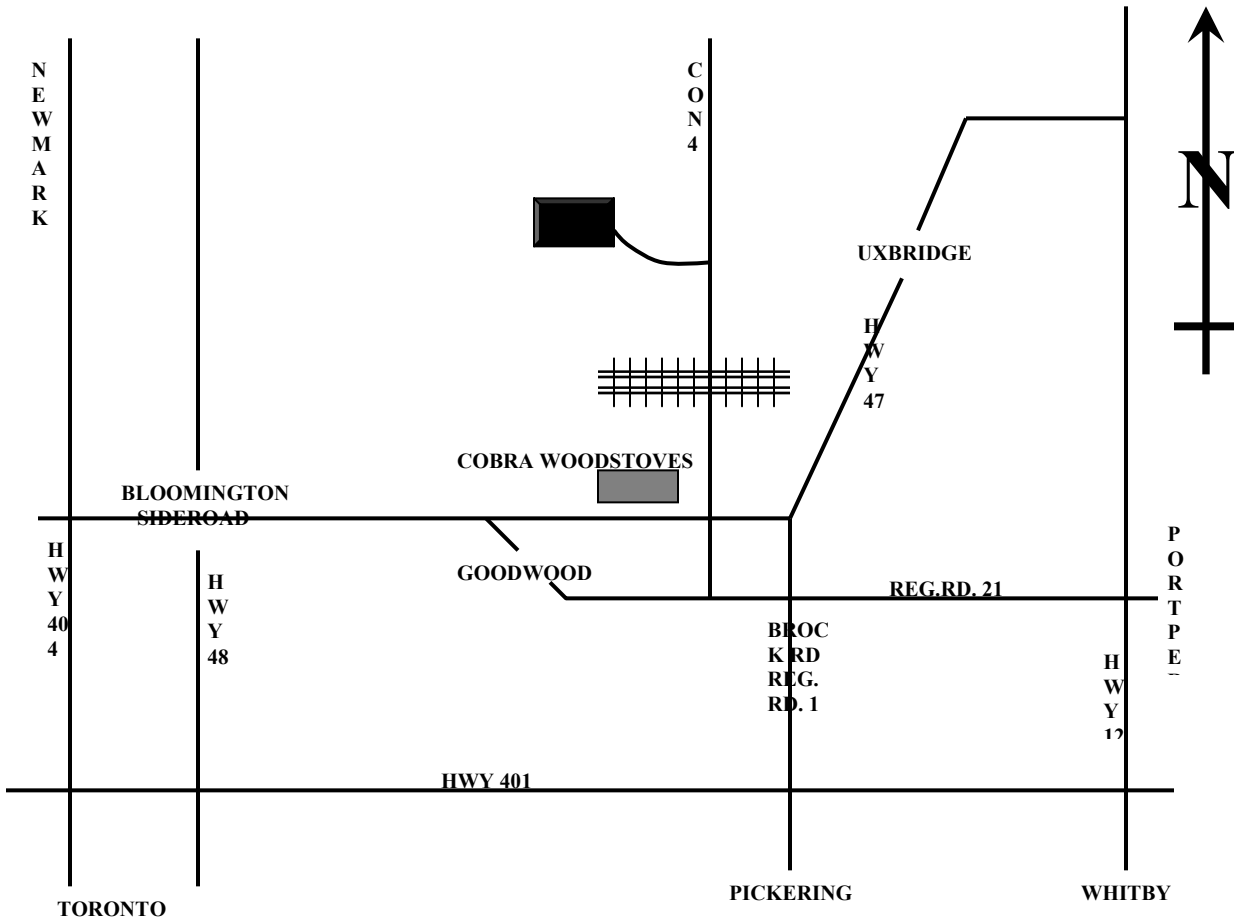 NEWMARK
CON 4
N
UXBRIDGE
HWY 47
COBRA WOODSTOVES
BLOOMINGTON
SIDEROAD
HWY 404
HWY 48
GOODWOOD
REG.RD. 21
PORTPE
BROC
K RD
REG.
RD. 1
HWY 12
HWY 401
PICKERING
WHITBY
TORONTO